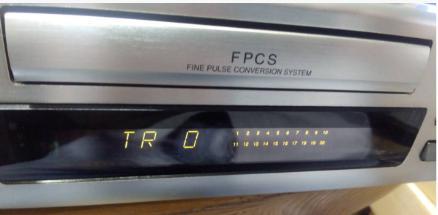 FPCS
FINE PULSE CONVERSION SYSTEM
TR 0
1 2 3 4 5 6 7 8 9 10
11 12 13 14 15 16 17 18 19 20